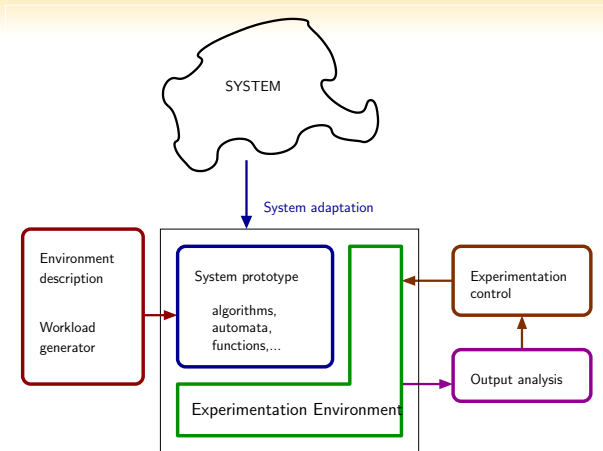 SYSTEM
System adaptation
Environment
description
Workload
generator
System prototype
algorithms,
automata,
functions,...
Experimentation Environment
Experimentation
control
Output analysis